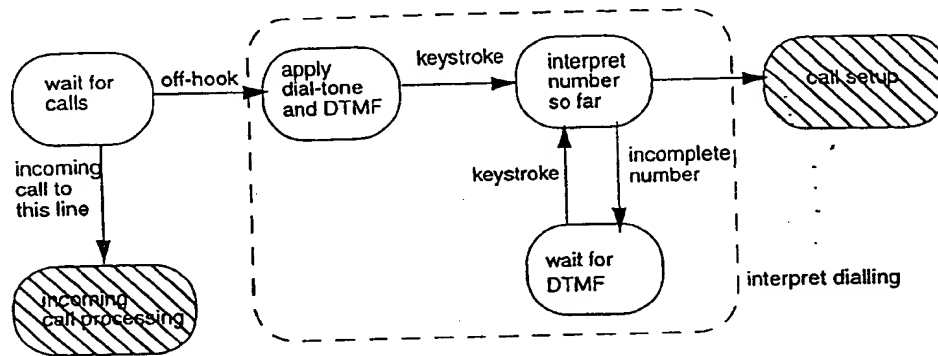 wait for
calls
off-hook
apply
dial-tone
and DTMF
keystroke
interpret
number
so far
call setup
incoming
call to
this line
keystroke
incomplete
number
wait for
DTMF
interpret dialling
incoming
call processing